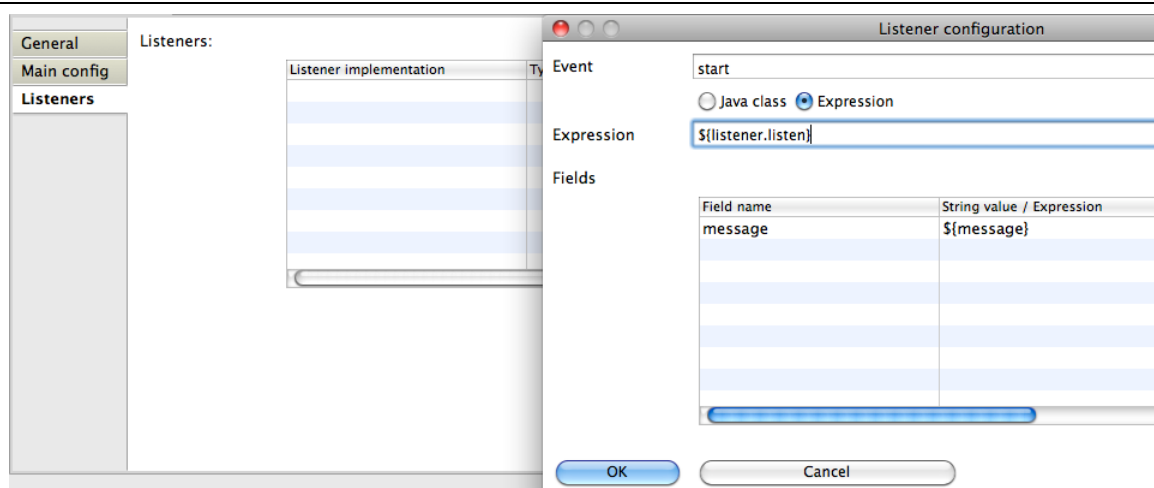 General
Main config
Listeners
Listeners:
Listener implementation Ty
Listener configuration
Event start
Java class Expression
Expression ${listener.listen}
Fields
Field name String value / Expression
message ${message}
OK Cancel